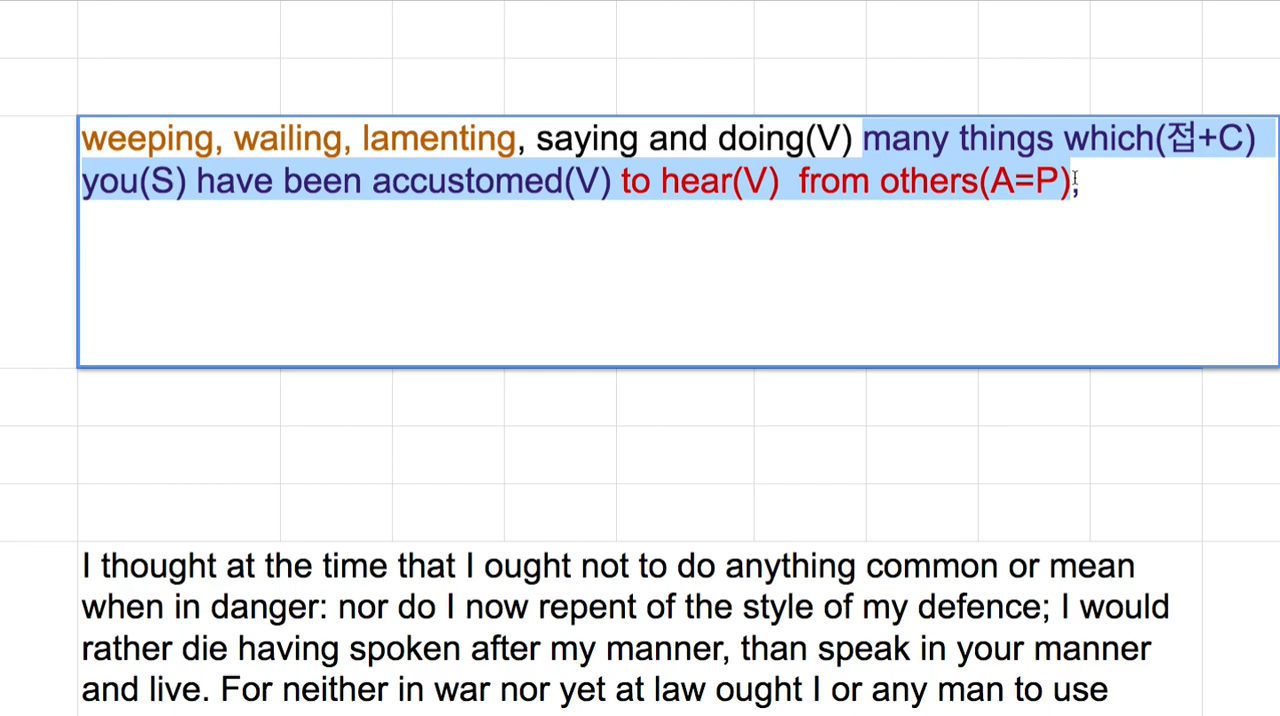 weeping, wailing, lamenting, saying and doing(V) many things which(접+C)
you(S) have been accustomed(V) to hear(V)  from others(A=P);
I thought at the time that I ought not to do anything common or mean
when in danger: nor do I now repent of the style of my defence; I would
rather die having spoken after my manner, than speak in your manner
and live. For neither in war nor yet at law ought I or any man to use